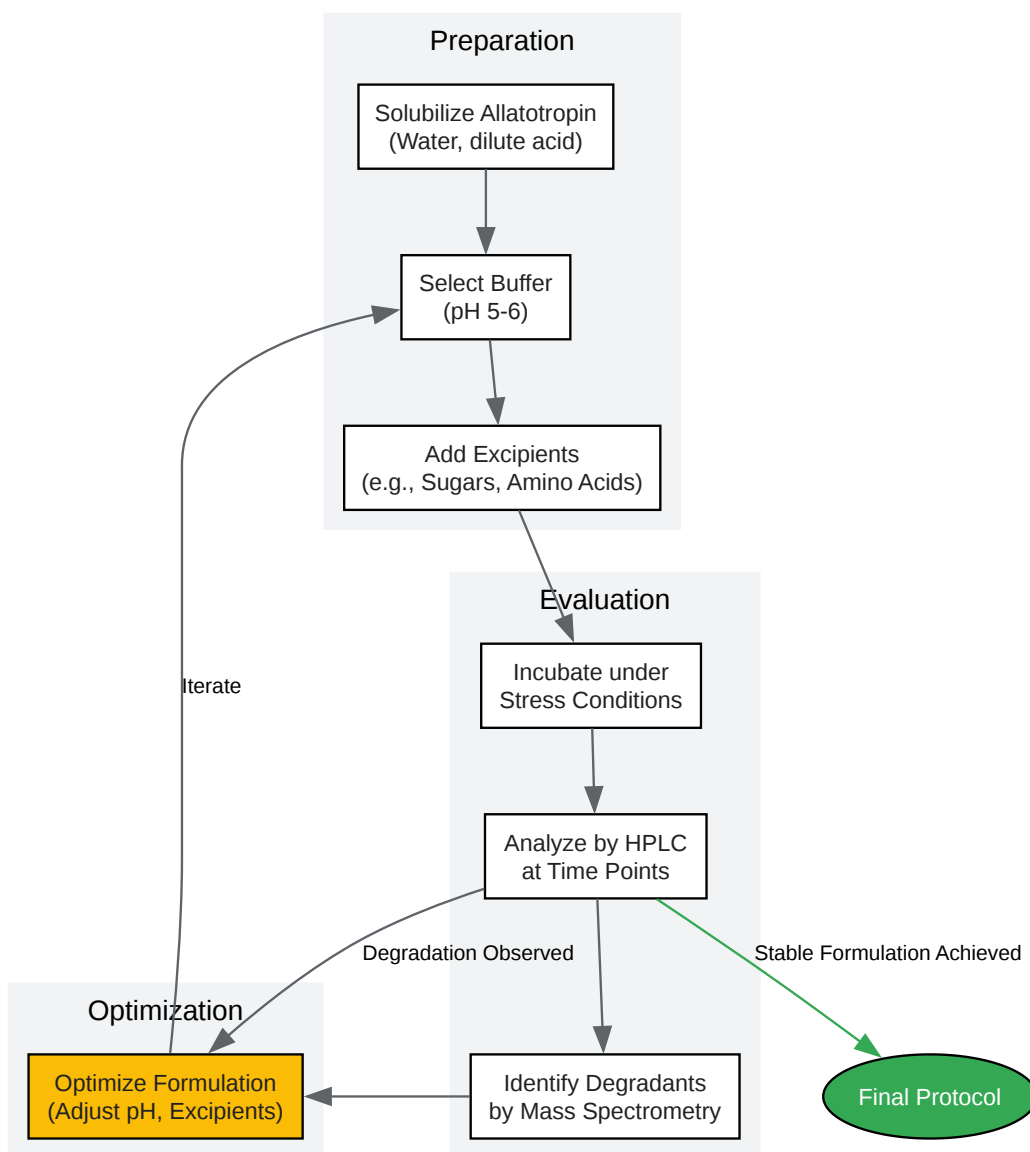 Preparation
Solubilize Allatotropin
(Water, dilute acid)
Select Buffer
(pH 5-6)
Add Excipients
(e.g., Sugars, Amino Acids)
Evaluation
Incubate under
Stress Conditions
Iterate
Analyze by HPLC
at Time Points
Degradation Observed
Stable Formulation Achieved
Optimization
Optimize Formulation
(Adjust pH, Excipients)
Identify Degradants
by Mass Spectrometry
Final Protocol